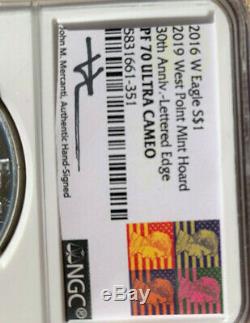 2016 W Eagle S$1
2019 West Point Mint Hoard
30th Anniv.-Lettered Edge
PF 70 ULTRA CAMEO
5831661-351
John M. Mercanti, Authentic Hand-Signed
NGC